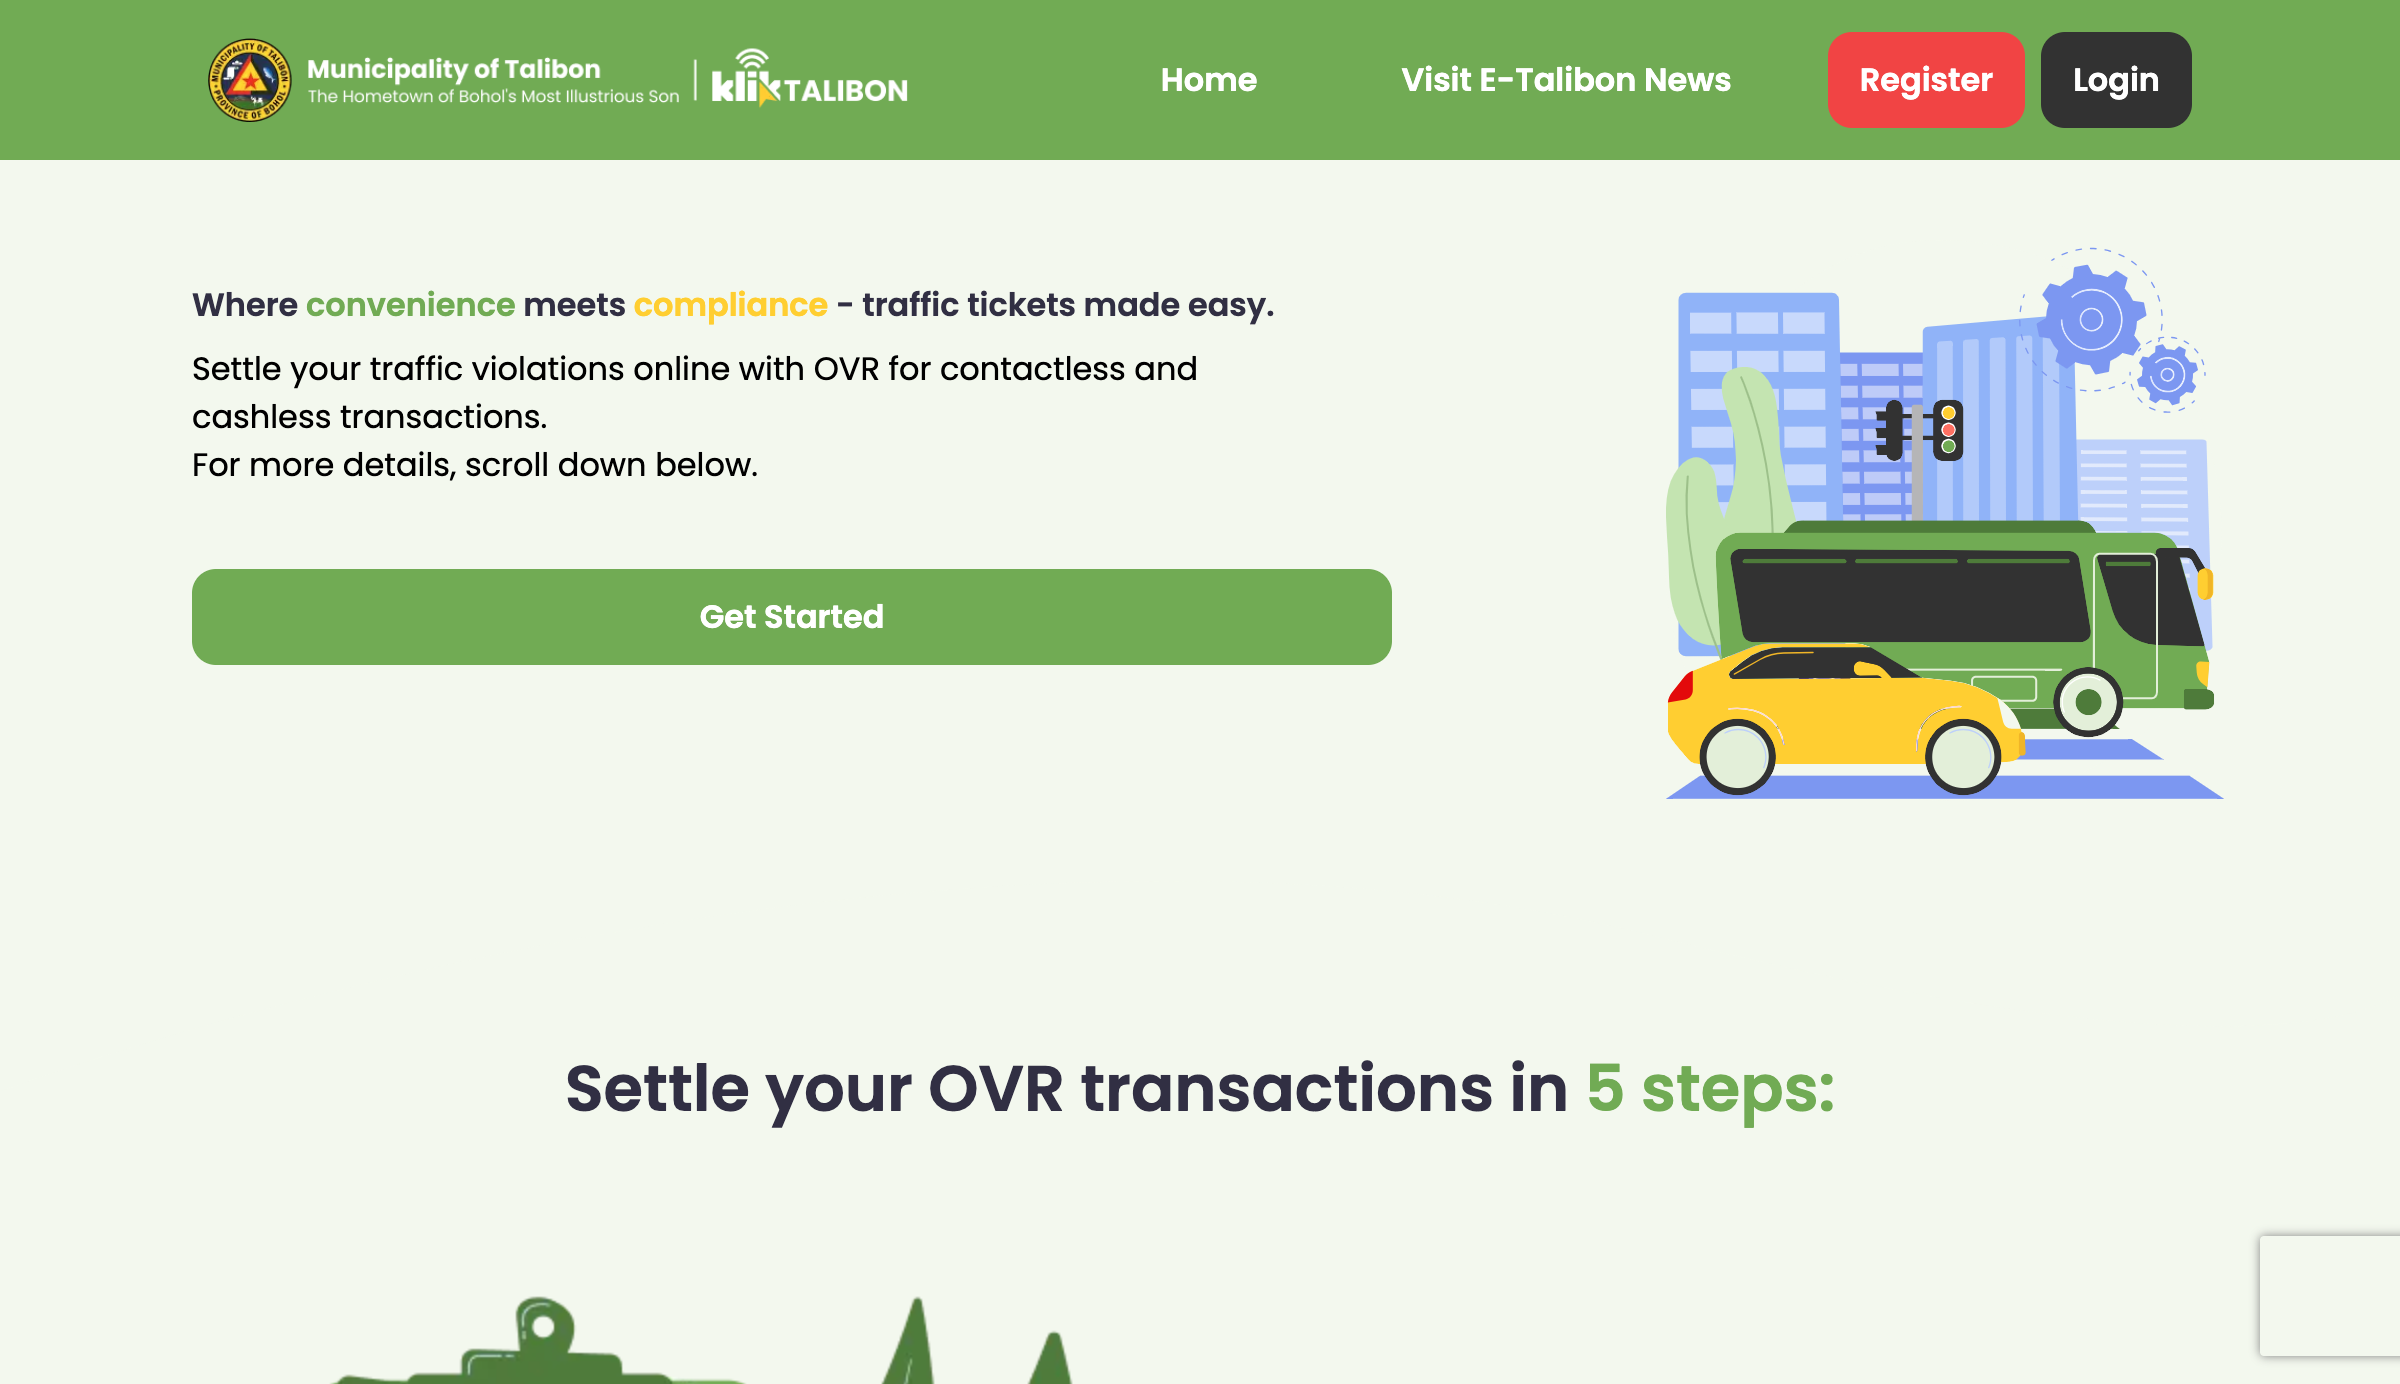 MUNICIPALITY OF TALIBON
PROVINCE OF BOHOL
Municipality of Talibon
The Hometown of Bohol's Most Illustrious Son
klik TALIBON
Home
Visit E-Talibon News
Register
Login
Where convenience meets compliance - traffic tickets made easy.
Settle your traffic violations online with OVR for contactless and
cashless transactions.
For more details, scroll down below.
Get Started
Settle your OVR transactions in 5 steps: